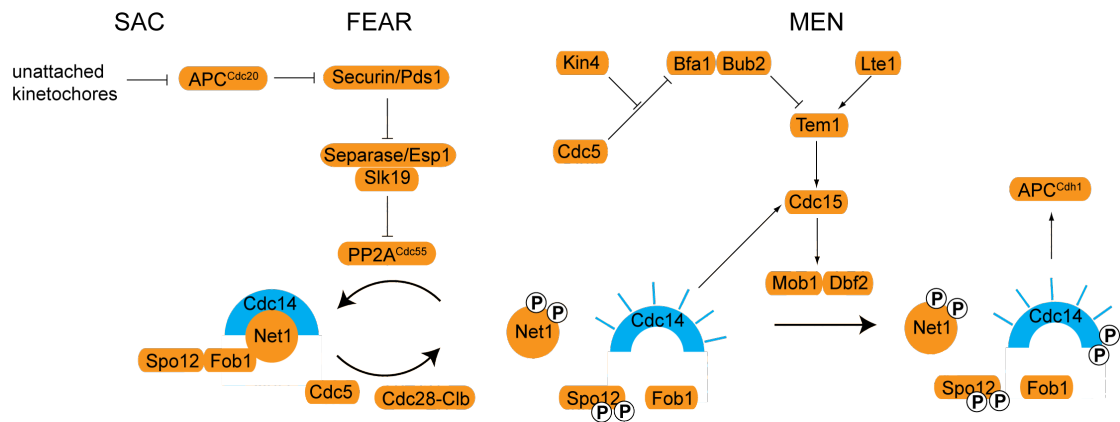 SAC
FEAR
MEN
unattached
kinetochores
APCCdc20
Securin/Pds1
Separase/Esp1
Slk19
PP2ACdc55
Cdc14
Net1
Spo12
Fob1
Cdc5
Cdc28-Clb
Kin4
Bfa1
Bub2
Lte1
Cdc5
Tem1
Cdc15
Mob1
Dbf2
P
P
Net1
Cdc14
Spo12
P
P
Fob1
APCCdh1
P
P
Net1
Cdc14
P
P
Spo12
P
P
Fob1